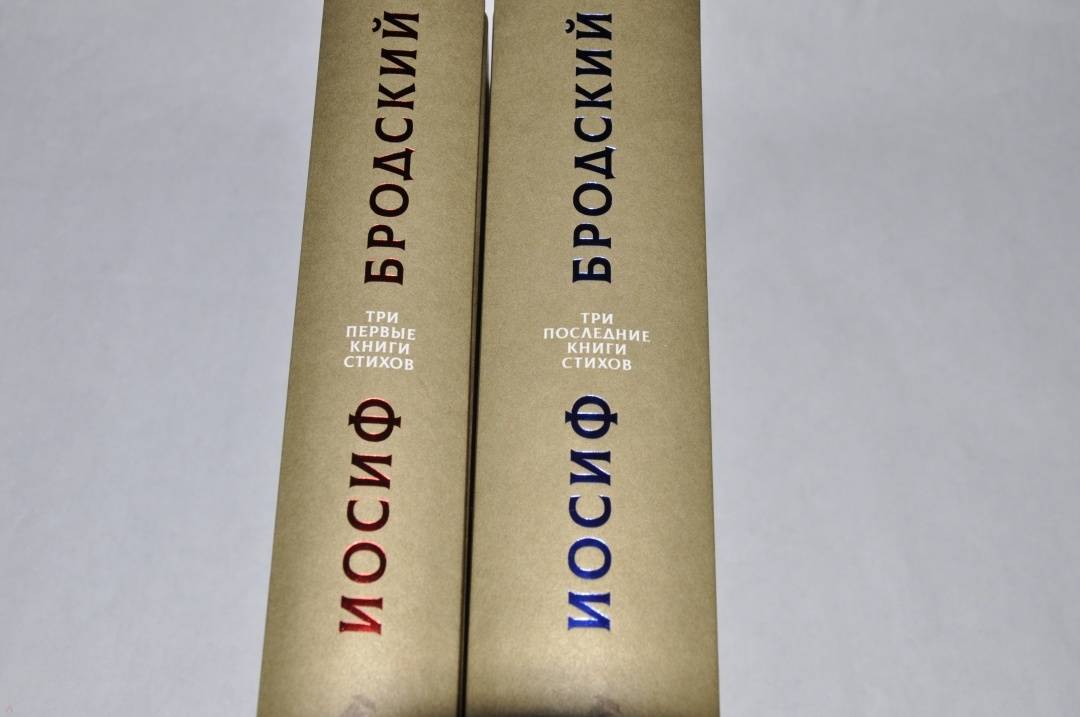 ИОСИФ БРОДСКИЙ
ТРИ
ПЕРВЫЕ
КНИГИ
СТИХОВ
ИОСИФ БРОДСКИЙ
ТРИ
ПОСЛЕДНИЕ
КНИГИ
СТИХОВ